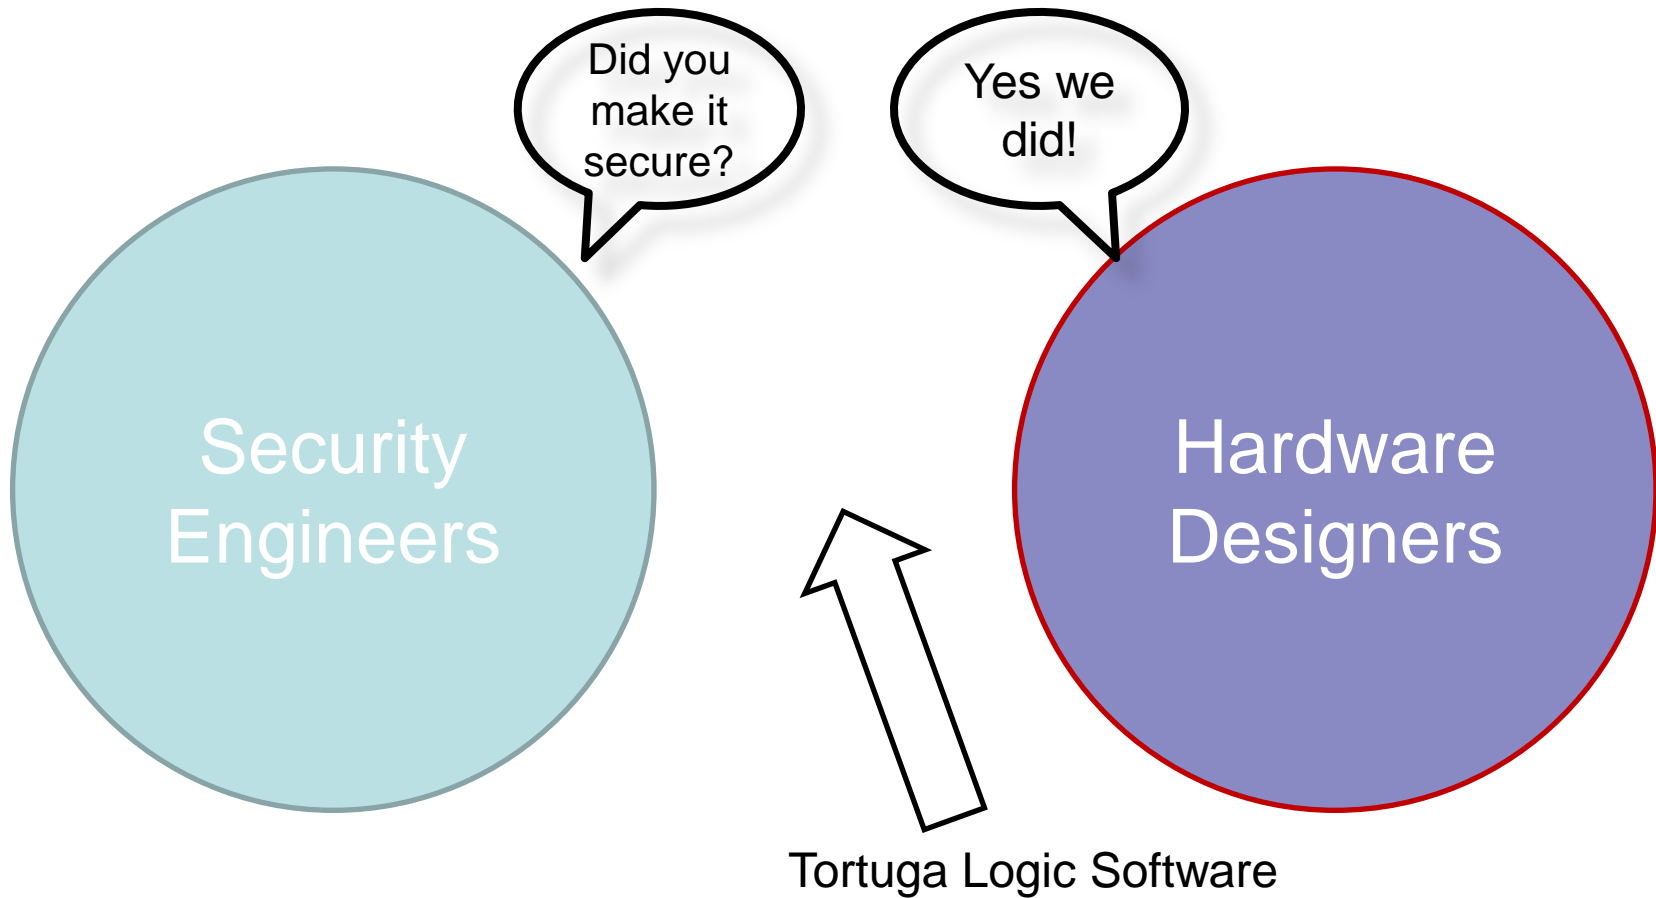 Did you
make it
secure?
Yes we
did!
Security
Engineers
Hardware
Designers
Tortuga Logic Software